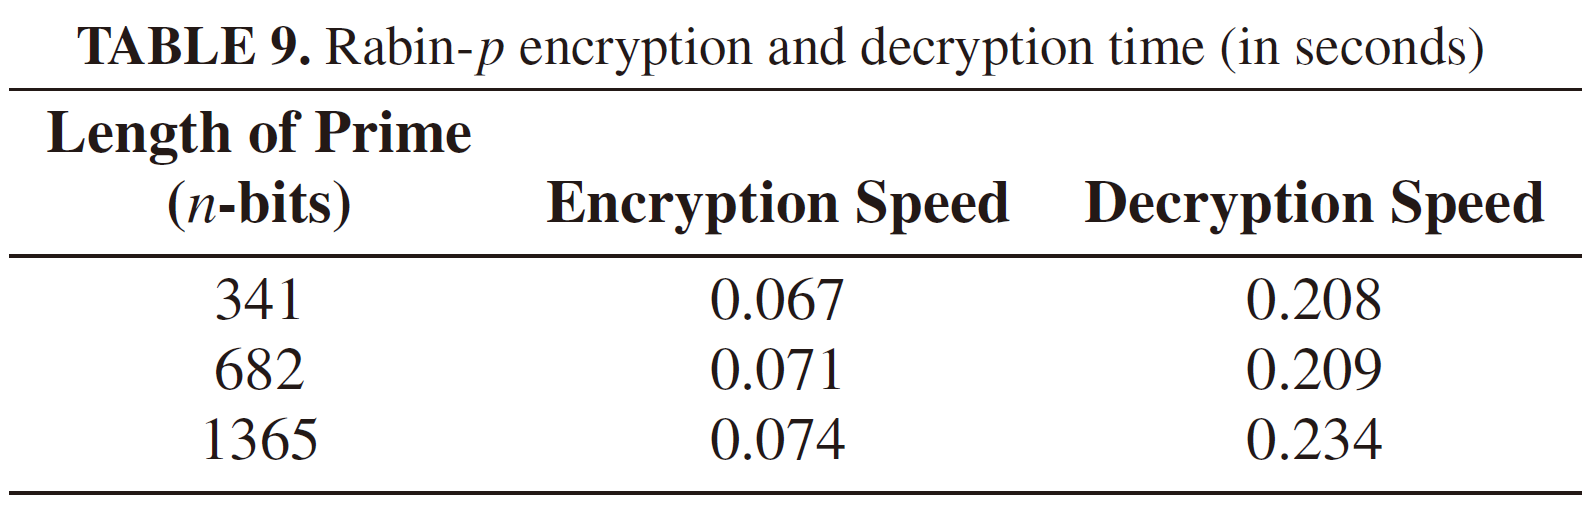 TABLE 9. Rabin-p encryption and decryption time (in seconds)
Length of Prime
(n-bits) Encryption Speed Decryption Speed
341 0.067 0.208
682 0.071 0.209
1365 0.074 0.234